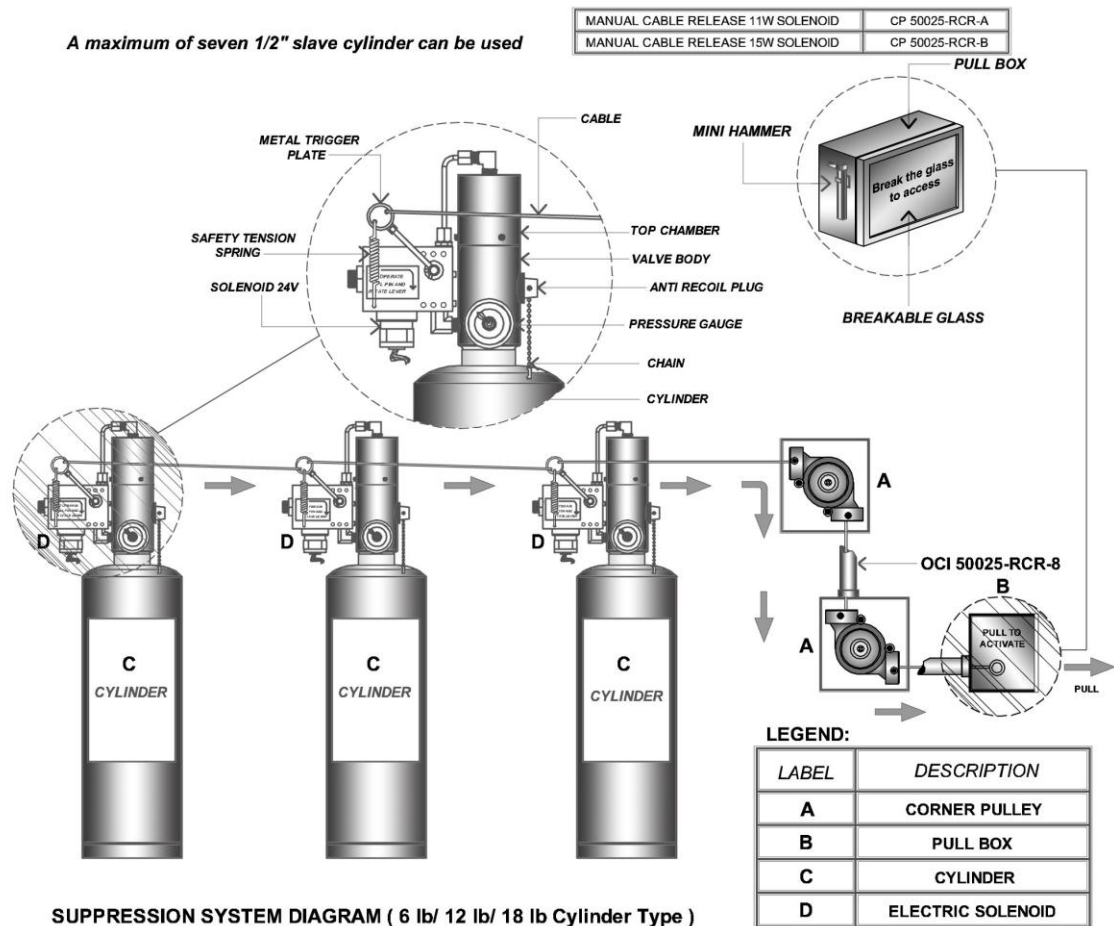 A maximum of seven 1/2" slave cylinder can be used
MANUAL CABLE RELEASE 11W SOLENOID CP 50025-RCR-A
MANUAL CABLE RELEASE 15W SOLENOID CP 50025-RCR-B
PULL BOX
MINI HAMMER
Break the glass
to access
BREAKABLE GLASS
CABLE
METAL TRIGGER
PLATE
TOP CHAMBER
SAFETY TENSION
SPRING
VALVE BODY
SOLENOID 24V
ANTI RECOIL PLUG
OPERATE
PIN AND
LEVER
PRESSURE GAUGE
CHAIN
CYLINDER
A
D
D
D
OCI 50025-RCR-8
B
A
PULL TO
ACTIVATE
PULL
C
CYLINDER
C
CYLINDER
C
CYLINDER
LEGEND:
LABEL DESCRIPTION
A CORNER PULLEY
B PULL BOX
C CYLINDER
D ELECTRIC SOLENOID
SUPPRESSION SYSTEM DIAGRAM ( 6 lb/ 12 lb/ 18 lb Cylinder Type )